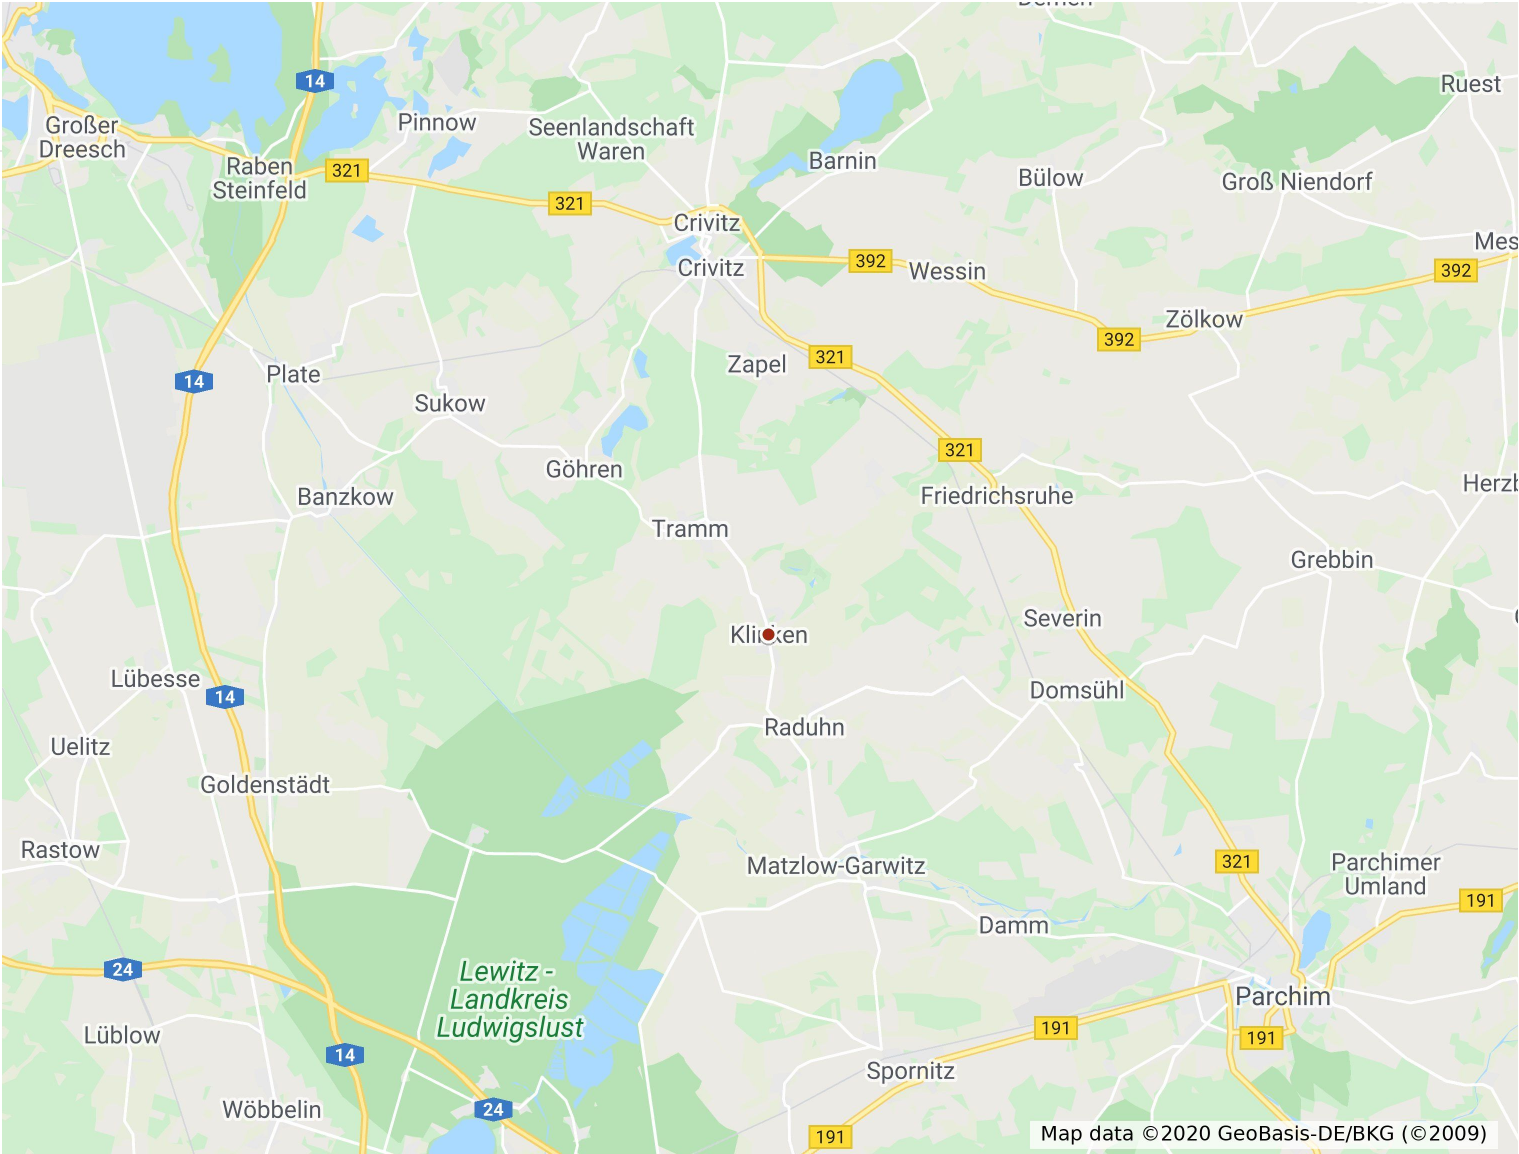 Ruest
14
Großer
Dreesch
Pinnow
Seenlandschaft
Waren
Barnin
Raben
Steinfeld
321
321
Bülow
Groß Niendorf
Crivitz
Crivitz
392
Wessin
392
Mes
Zölkow
392
Zapel
321
14
Plate
Sukow
321
Göhren
Banzkow
Friedrichsruhe
Herzb
Tramm
Grebbin
Severin
Klinken
Lübesse
14
Domsühl
Raduhn
Uelitz
Goldenstädt
Rastow
Matzlow-Garwitz
321
Parchimer
Umland
191
Damm
24
Lewitz -
Landkreis
Ludwigslust
Parchim
Lüblow
191
191
14
Spornitz
Wöbbelin
24
191
Map data ©2020 GeoBasis-DE/BKG (©2009)